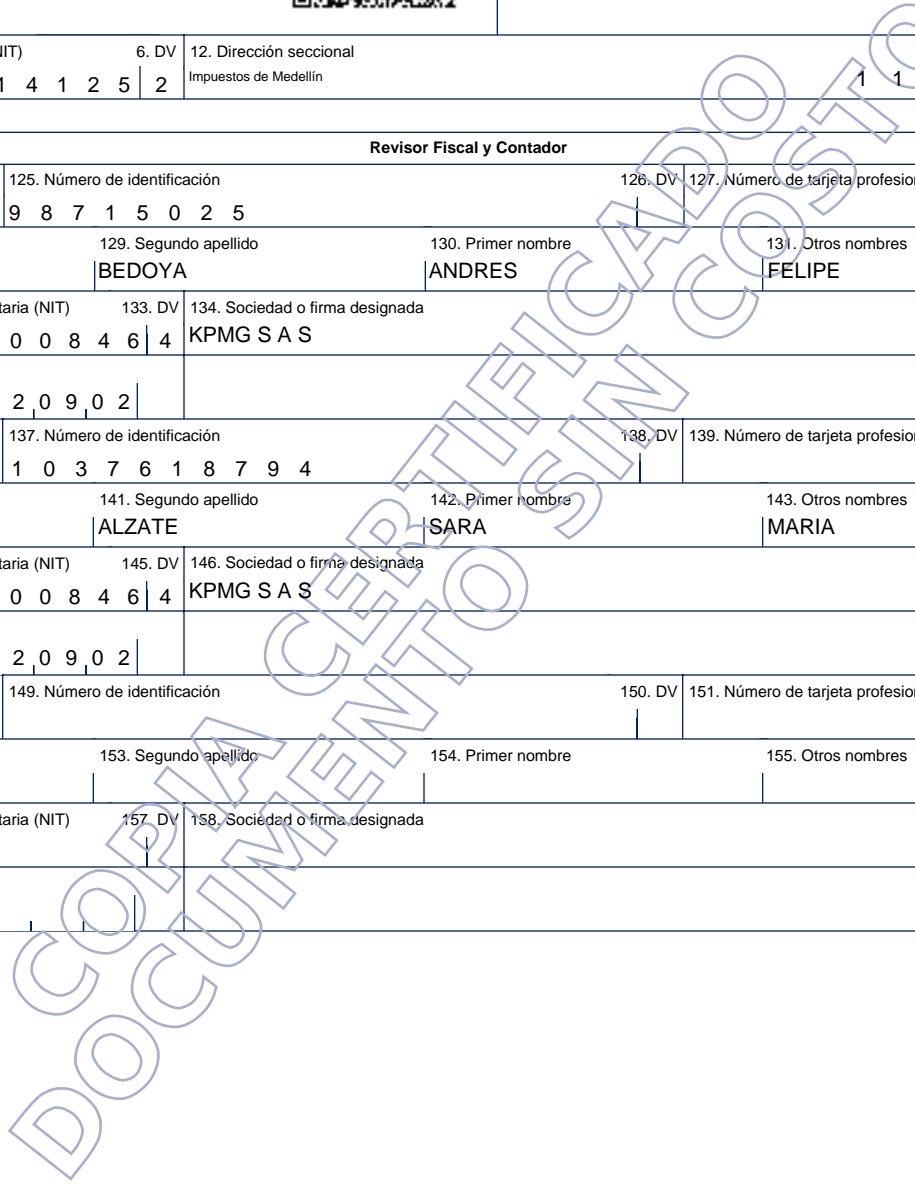 IIT) 6. DV 12. Dirección seccional
1 4 1 2 5 2 Impuestos de Medellín 1 1
Revisor Fiscal y Contador
125. Número de identificación 126. DV 127. Número de tarjeta profesion
9 8 7 1 5 0 2 5
129. Segundo apellido 130. Primer nombre 131. Otros nombres
BEDOYA ANDRES FELIPE
taria (NIT) 133. DV 134. Sociedad o firma designada
0 0 8 4 6 4 KPMG S A S
2 0 9 0 2
137. Número de identificación 138. DV 139. Número de tarjeta profesion
1 0 3 7 6 1 8 7 9 4
141. Segundo apellido 142. Primer nombre 143. Otros nombres
ALZATE SARA MARIA
taria (NIT) 145. DV 146. Sociedad o firma designada
0 0 8 4 6 4 KPMG S A S
2 0 9 0 2
149. Número de identificación 150. DV 151. Número de tarjeta profesion
153. Segundo apellido 154. Primer nombre 155. Otros nombres
taria (NIT) 157. DV 158. Sociedad o firma designada
COPIA CERTIFICADO
DOCUMENTO SIN COSTO